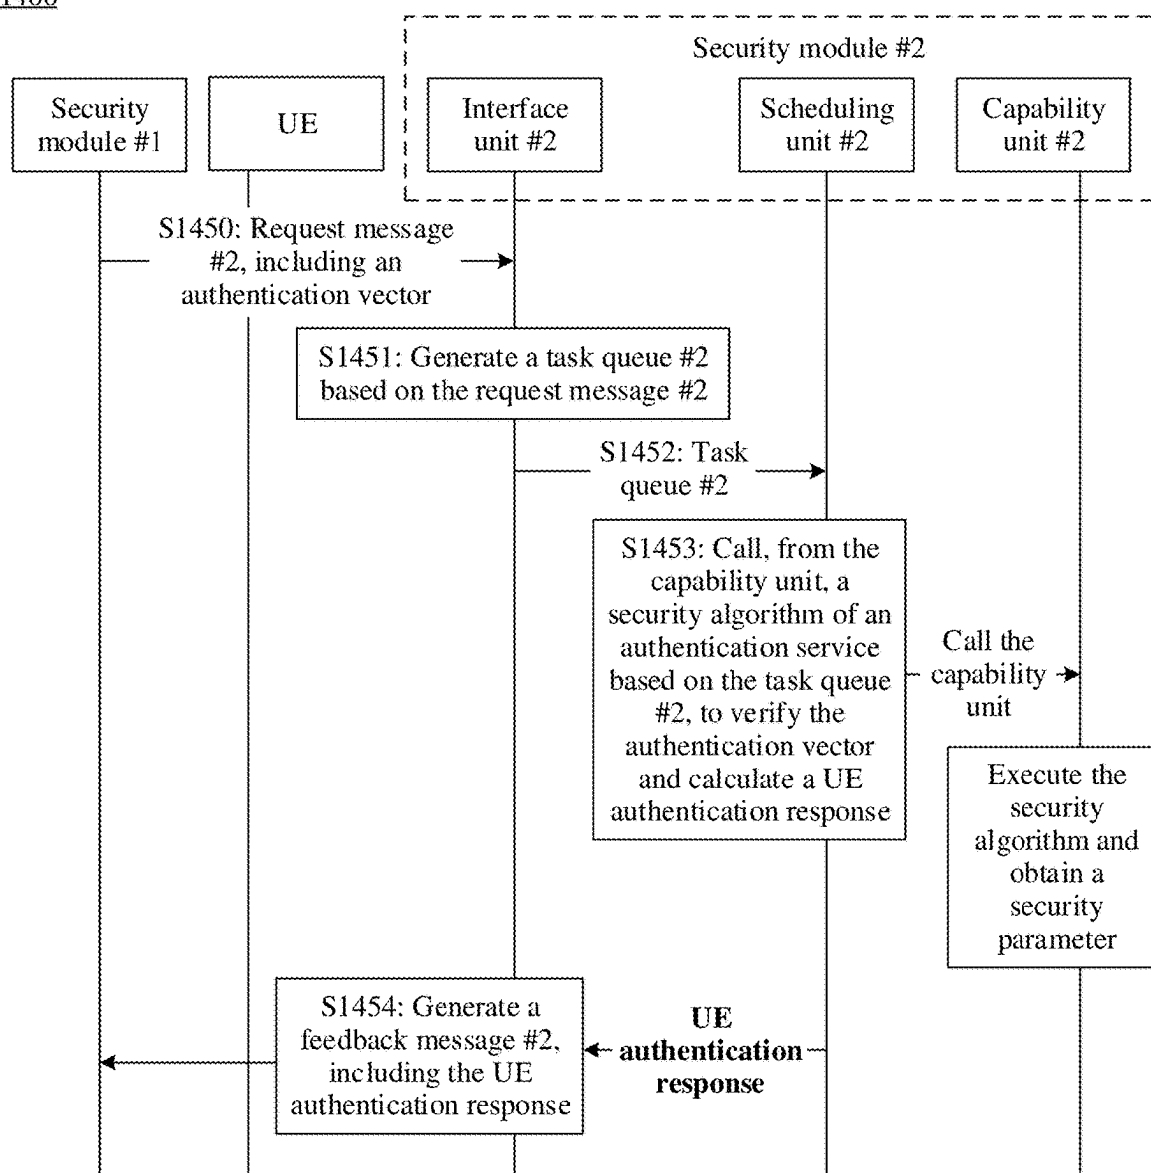 Security module #2
Security
module #1
UE
Interface
unit #2
Scheduling
unit #2
Capability
unit #2
S1450: Request message
#2, including an
authentication vector
S1451: Generate a task queue #2
based on the request message #2
S1452: Task
queue #2
S1453: Call, from the
capability unit, a
security algorithm of an
authentication service
based on the task queue
#2, to verify the
authentication vector
and calculate a UE
authentication response
Call the
capability
unit
Execute the
security
algorithm and
obtain a
security
parameter
S1454: Generate a
feedback message #2,
including the UE
authentication response
UE
authentication
response